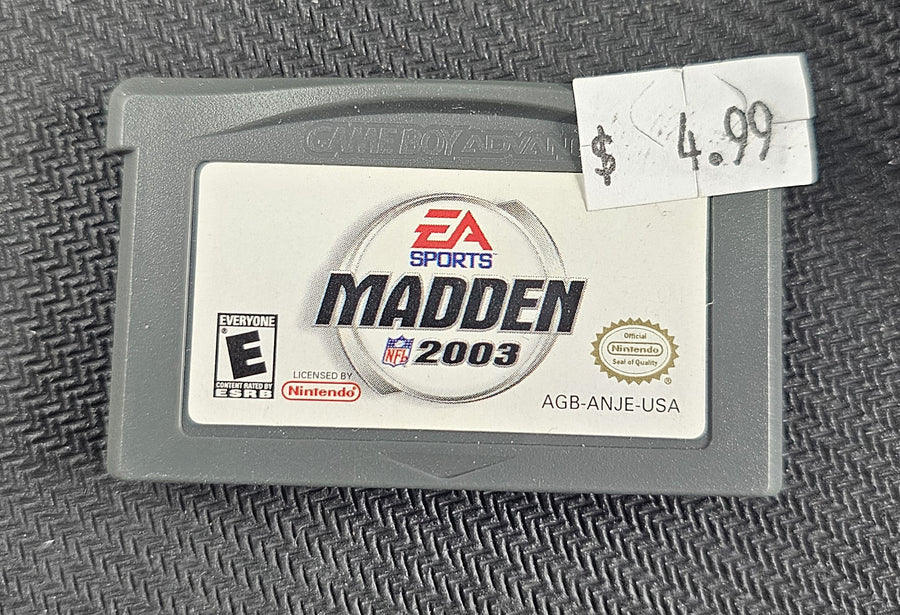 GAME BOY ADVAN
$ 4.99
EA
SPORTS™
MADDEN
NFL 2003
EVERYONE
E
®
CONTENT RATED BY
ESRB
LICENSED BY
Nintendo®
Official
Nintendo
Seal of Quality
®
AGB-ANJE-USA